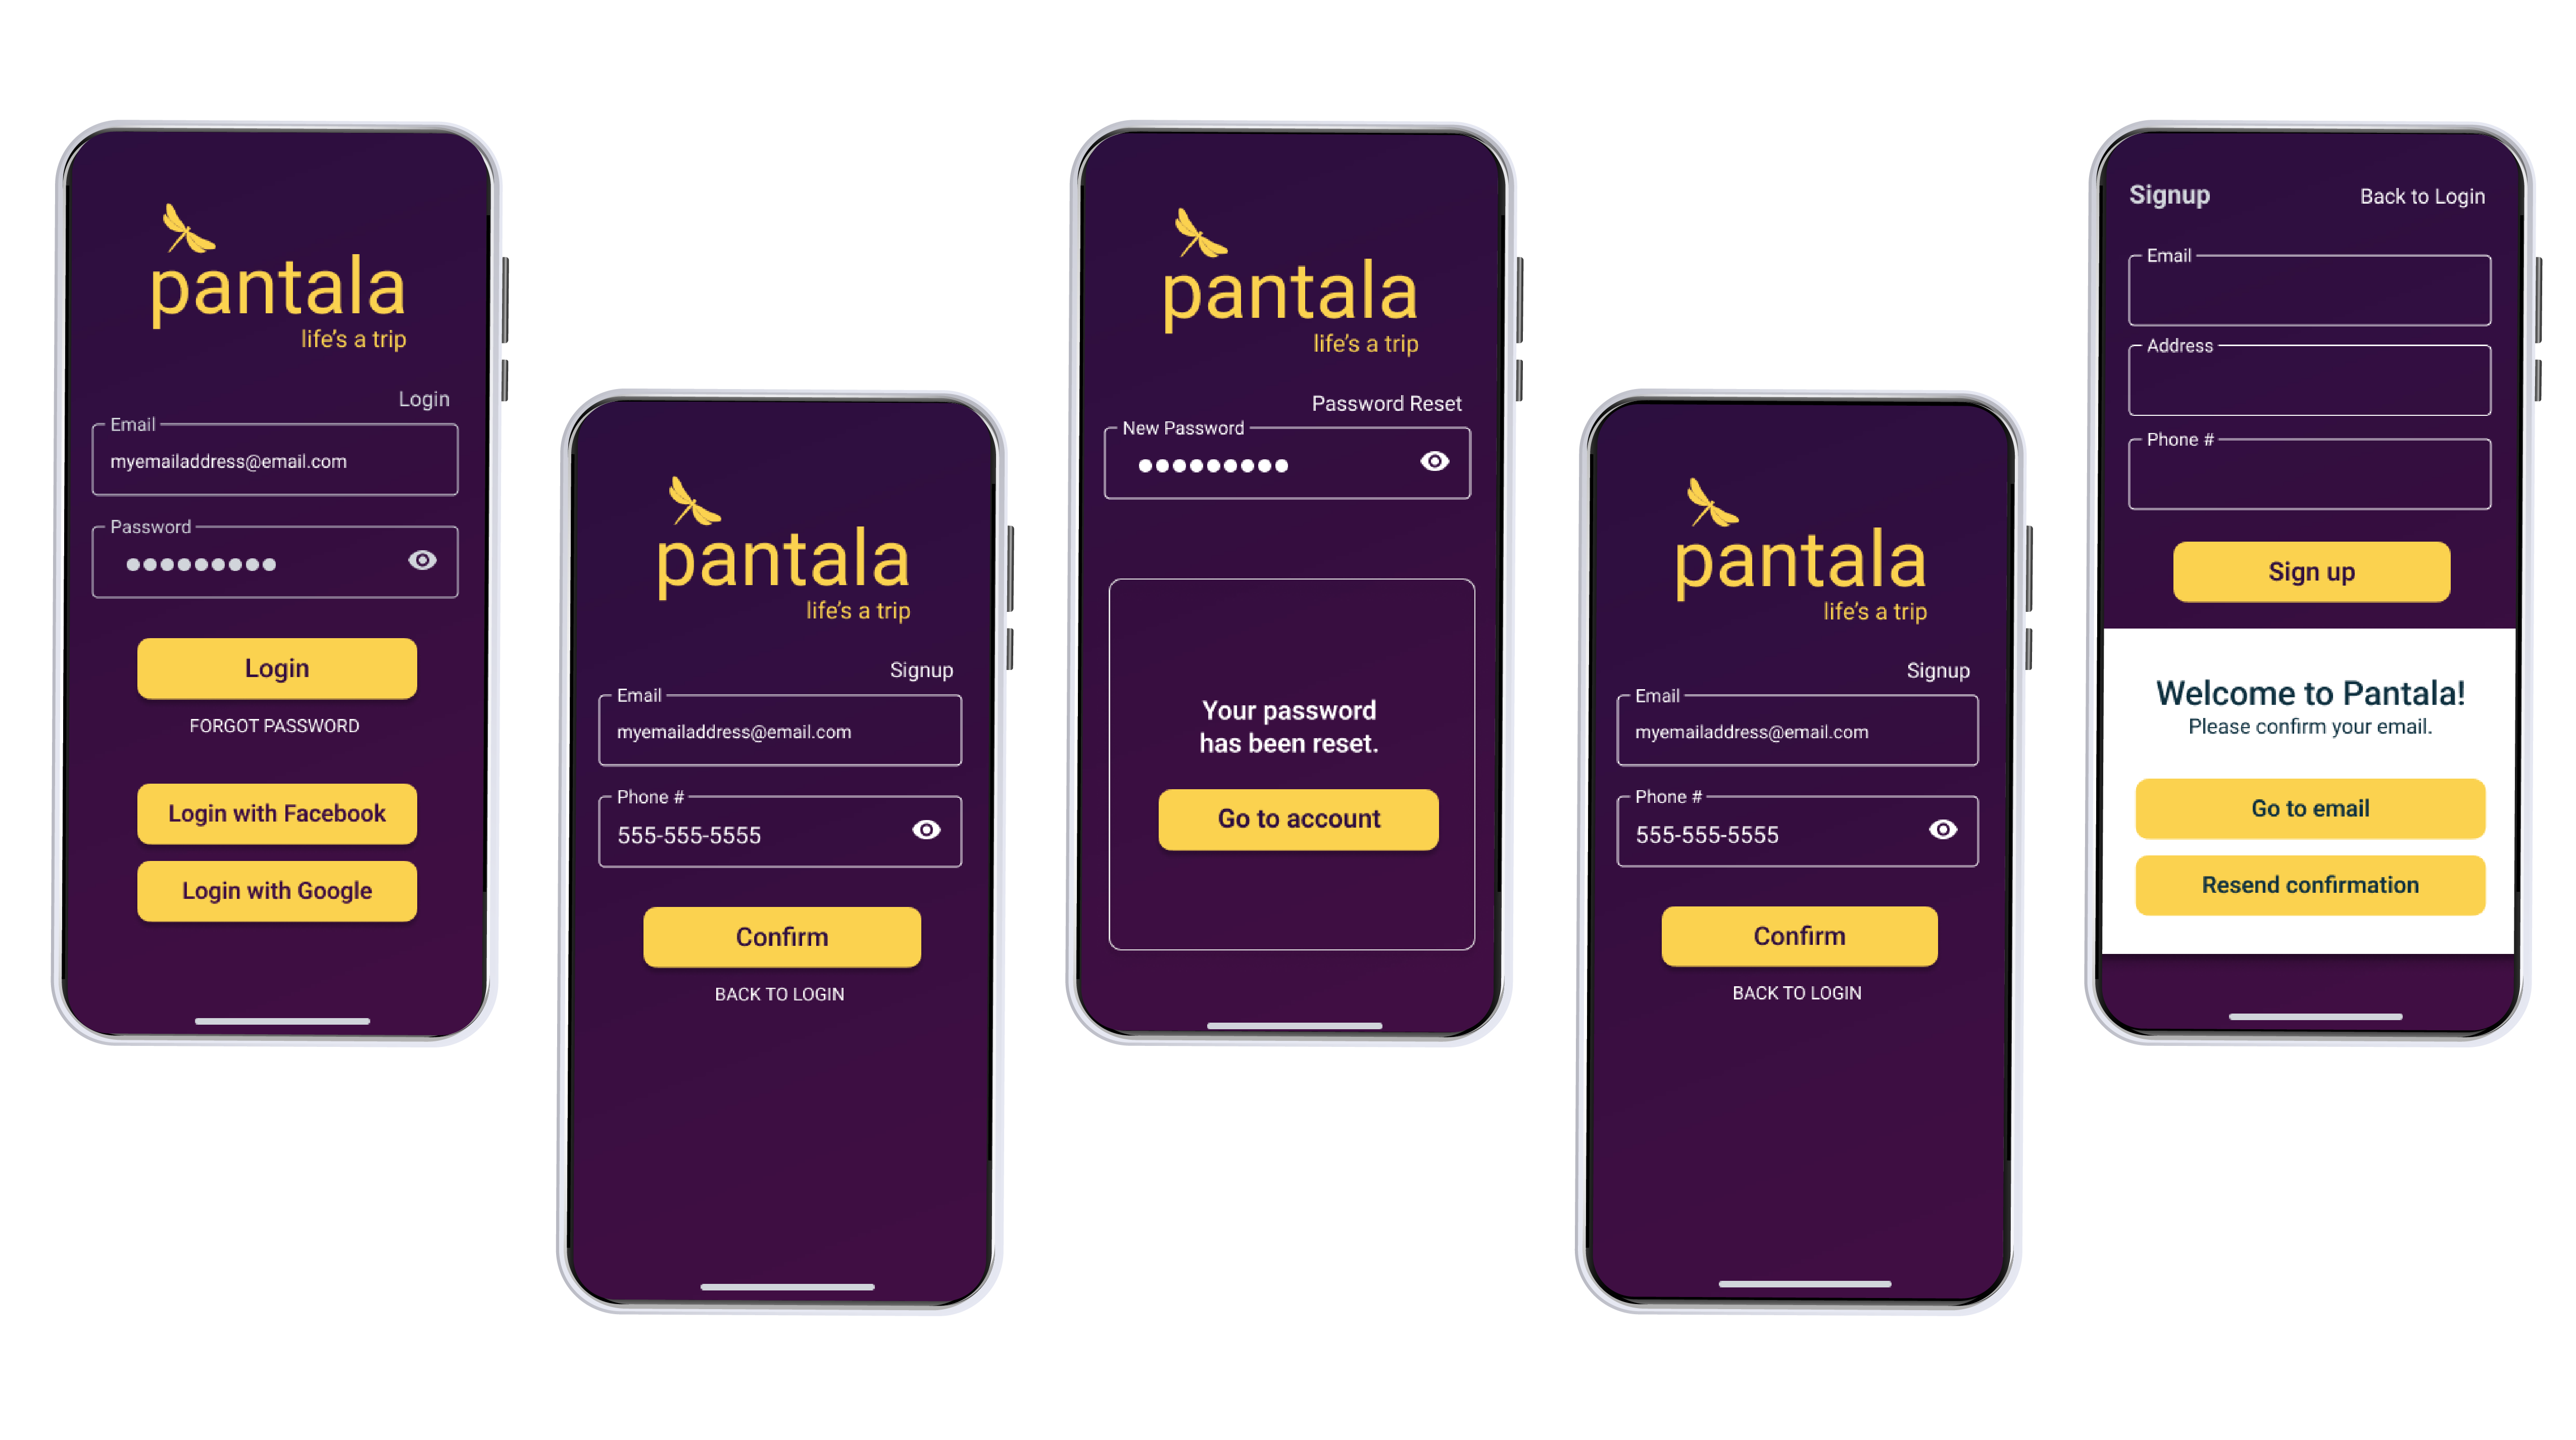 pantala
life's a trip
Login
Email
myemailaddress@email.com
Password
Login
FORGOT PASSWORD
Login with Facebook
Login with Google
pantala
life's a trip
Signup
Email
myemailaddress@email.com
Phone #
555-555-5555
Confirm
BACK TO LOGIN
pantala
life's a trip
Password Reset
New Password
Your password
has been reset.
Go to account
pantala
life's a trip
Signup
Email
myemailaddress@email.com
Phone #
555-555-5555
Confirm
BACK TO LOGIN
Signup
Back to Login
Email
Address
Phone #
Sign up
Welcome to Pantala!
Please confirm your email.
Go to email
Resend confirmation